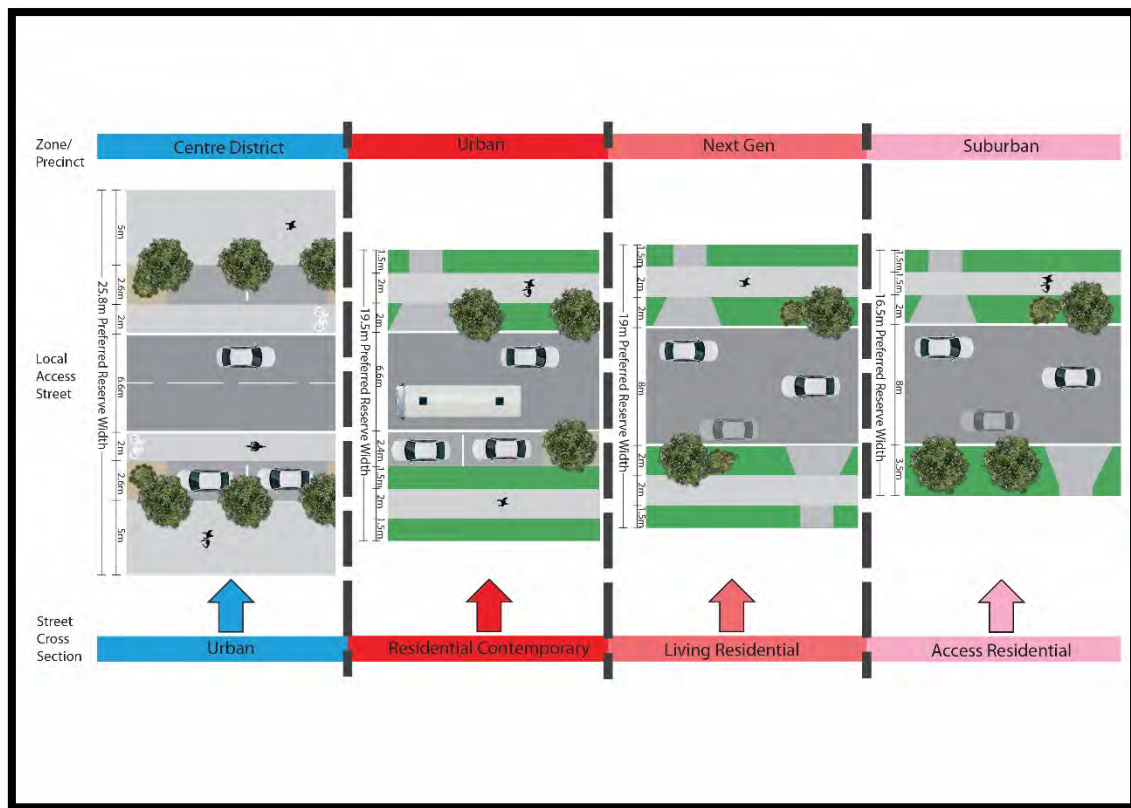 Zone/
Precinct
Centre District
Urban
Next Gen
Suburban
Local
Access
Street
25.8m Preferred Reserve Width
5m
2.6m
2m
6.6m
2m
2.6m
5m
19.5m Preferred Reserve Width
1.5m
2m
2m
6.6m
2.4m
1.5m
2m
1.5m
19m Preferred Reserve Width
1.5m
2m
2m
8m
2m
2m
1.5m
16.5m Preferred Reserve Width
1.5m
1.5m
2m
8m
3.5m
Street
Cross
Section
Urban
Residential Contemporary
Living Residential
Access Residential